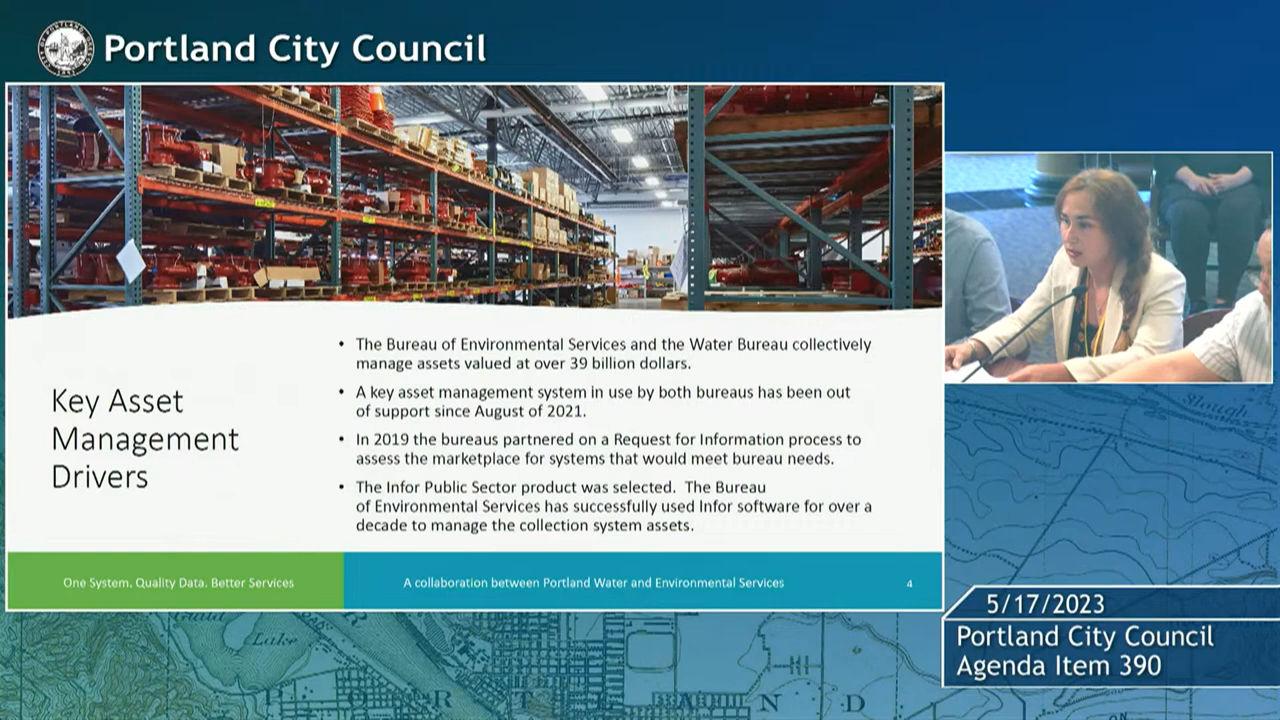 Portland City Council
Key Asset
Management
Drivers
• The Bureau of Environmental Services and the Water Bureau collectively
manage assets valued at over 39 billion dollars.
• A key asset management system in use by both bureaus has been out
of support since August of 2021.
• In 2019 the bureaus partnered on a Request for Information process to
assess the marketplace for systems that would meet bureau needs.
• The Infor Public Sector product was selected.  The Bureau
of Environmental Services has successfully used Infor software for over a
decade to manage the collection system assets.
One System. Quality Data. Better Services
A collaboration between Portland Water and Environmental Services
4
Slough
5/17/2023
Portland City Council
Agenda Item 390
Guild
Lake
R T L A N D